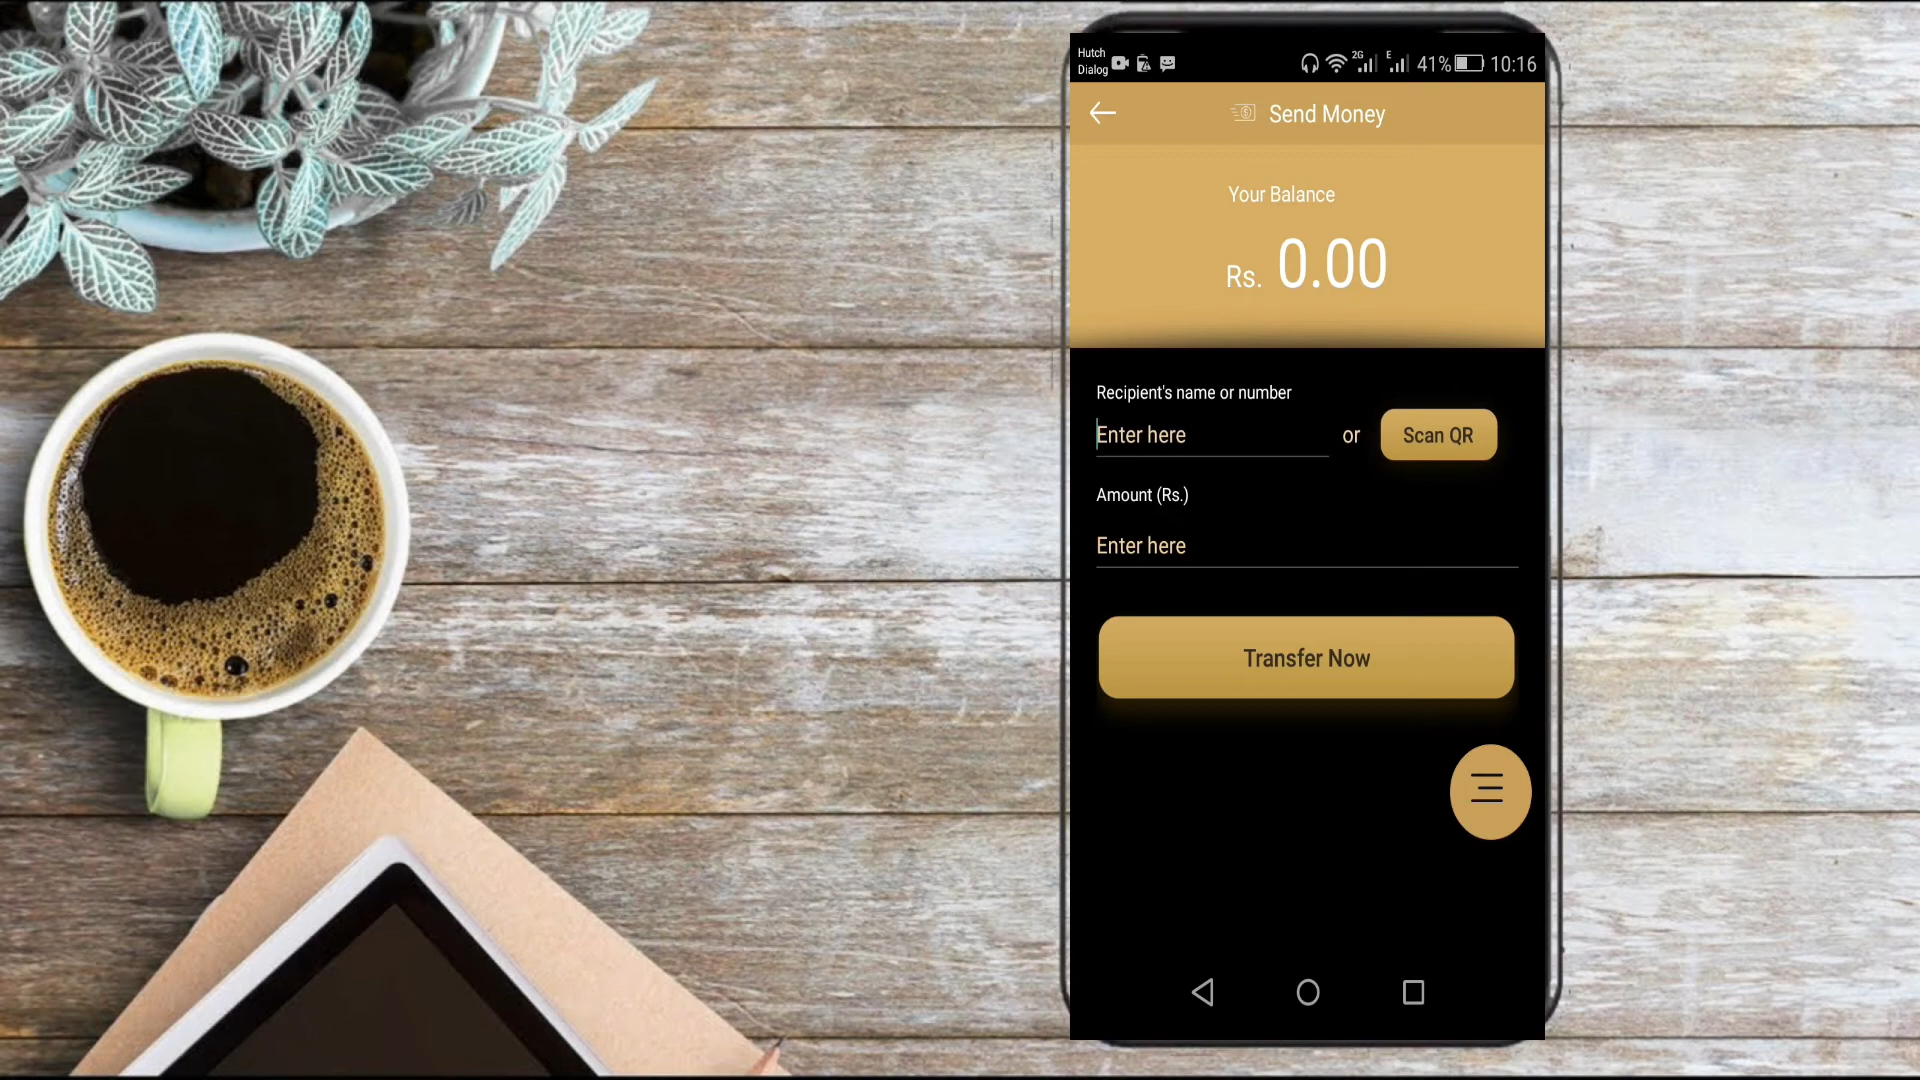 Hutch
Dialog
2G E 41% 10:16
Send Money
Your Balance
Rs. 0.00
Recipient's name or number
Enter here or Scan QR
Amount (Rs.)
Enter here
Transfer Now